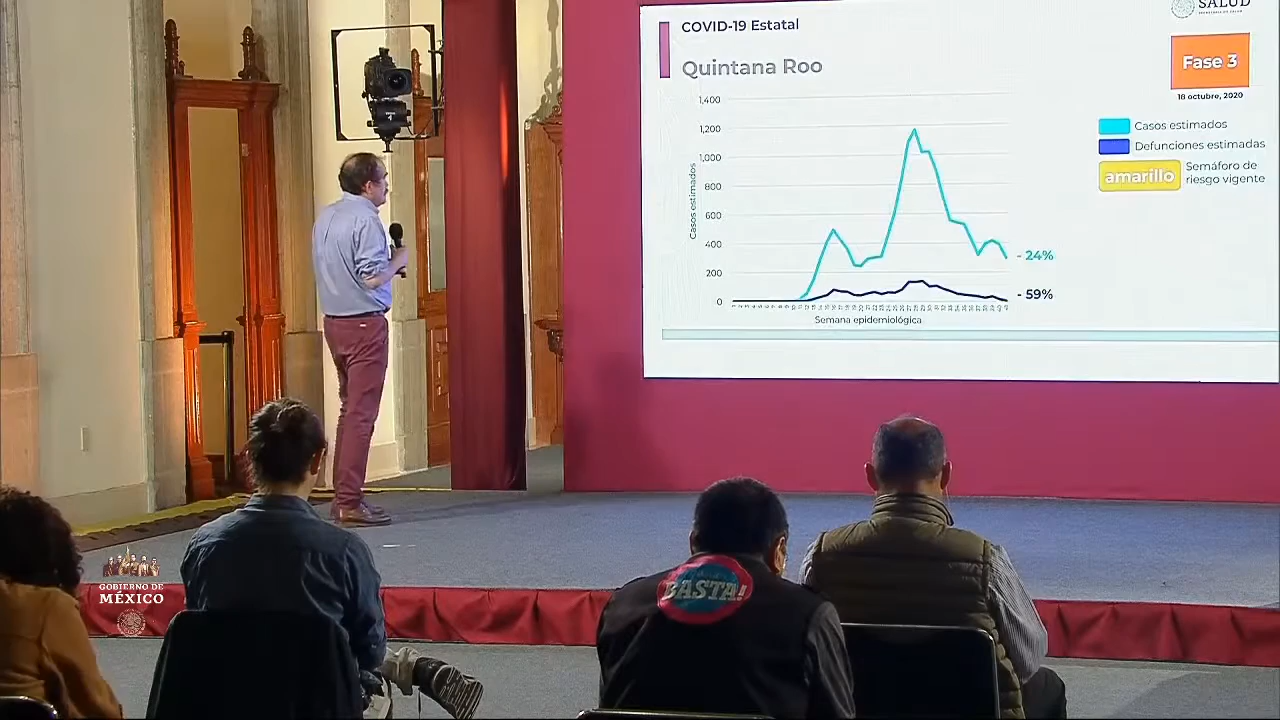 COVID-19 Estatal
SALUD
Quintana Roo
Fase 3
18 octubre, 2020
1,400
1,200
1,000
800
600
400
200
0
Casos estimados
Semana epidemiológica
- 24%
- 59%
Casos estimados
Defunciones estimadas
amarillo
Semáforo de
riesgo vigente
BASTA!
GOBIERNO DE
MÉXICO